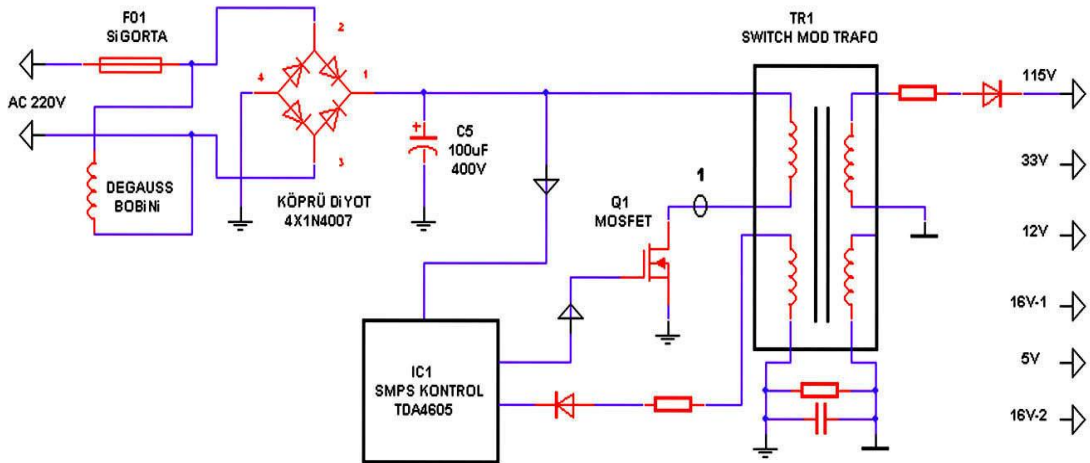 F01
SiGORTA
AC 220V
DEGAUSS
BOBiNi
2
4
1
3
KÖPRÜ DiYOT
4X1N4007
+
C5
100uF
400V
IC1
SMPS KONTROL
TDA4605
Q1
MOSFET
1
TR1
SWITCH MOD TRAFO
115V
33V
12V
16V-1
5V
16V-2